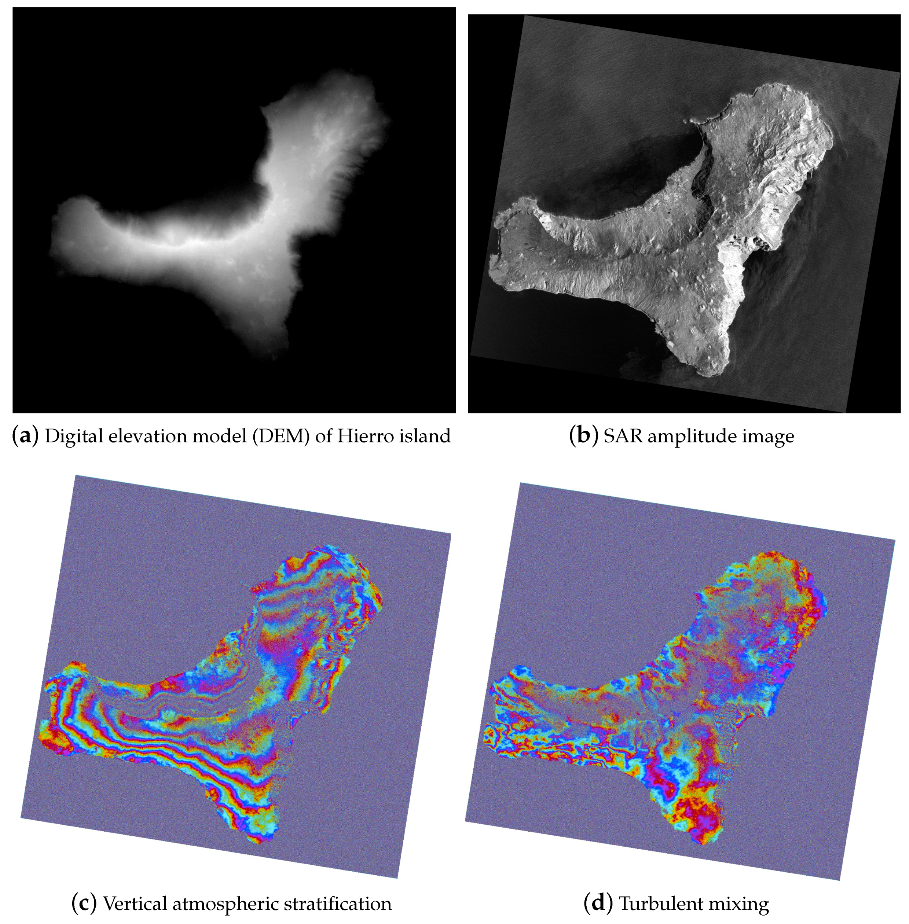 (a) Digital elevation model (DEM) of Hierro island
(b) SAR amplitude image
(c) Vertical atmospheric stratification
(d) Turbulent mixing